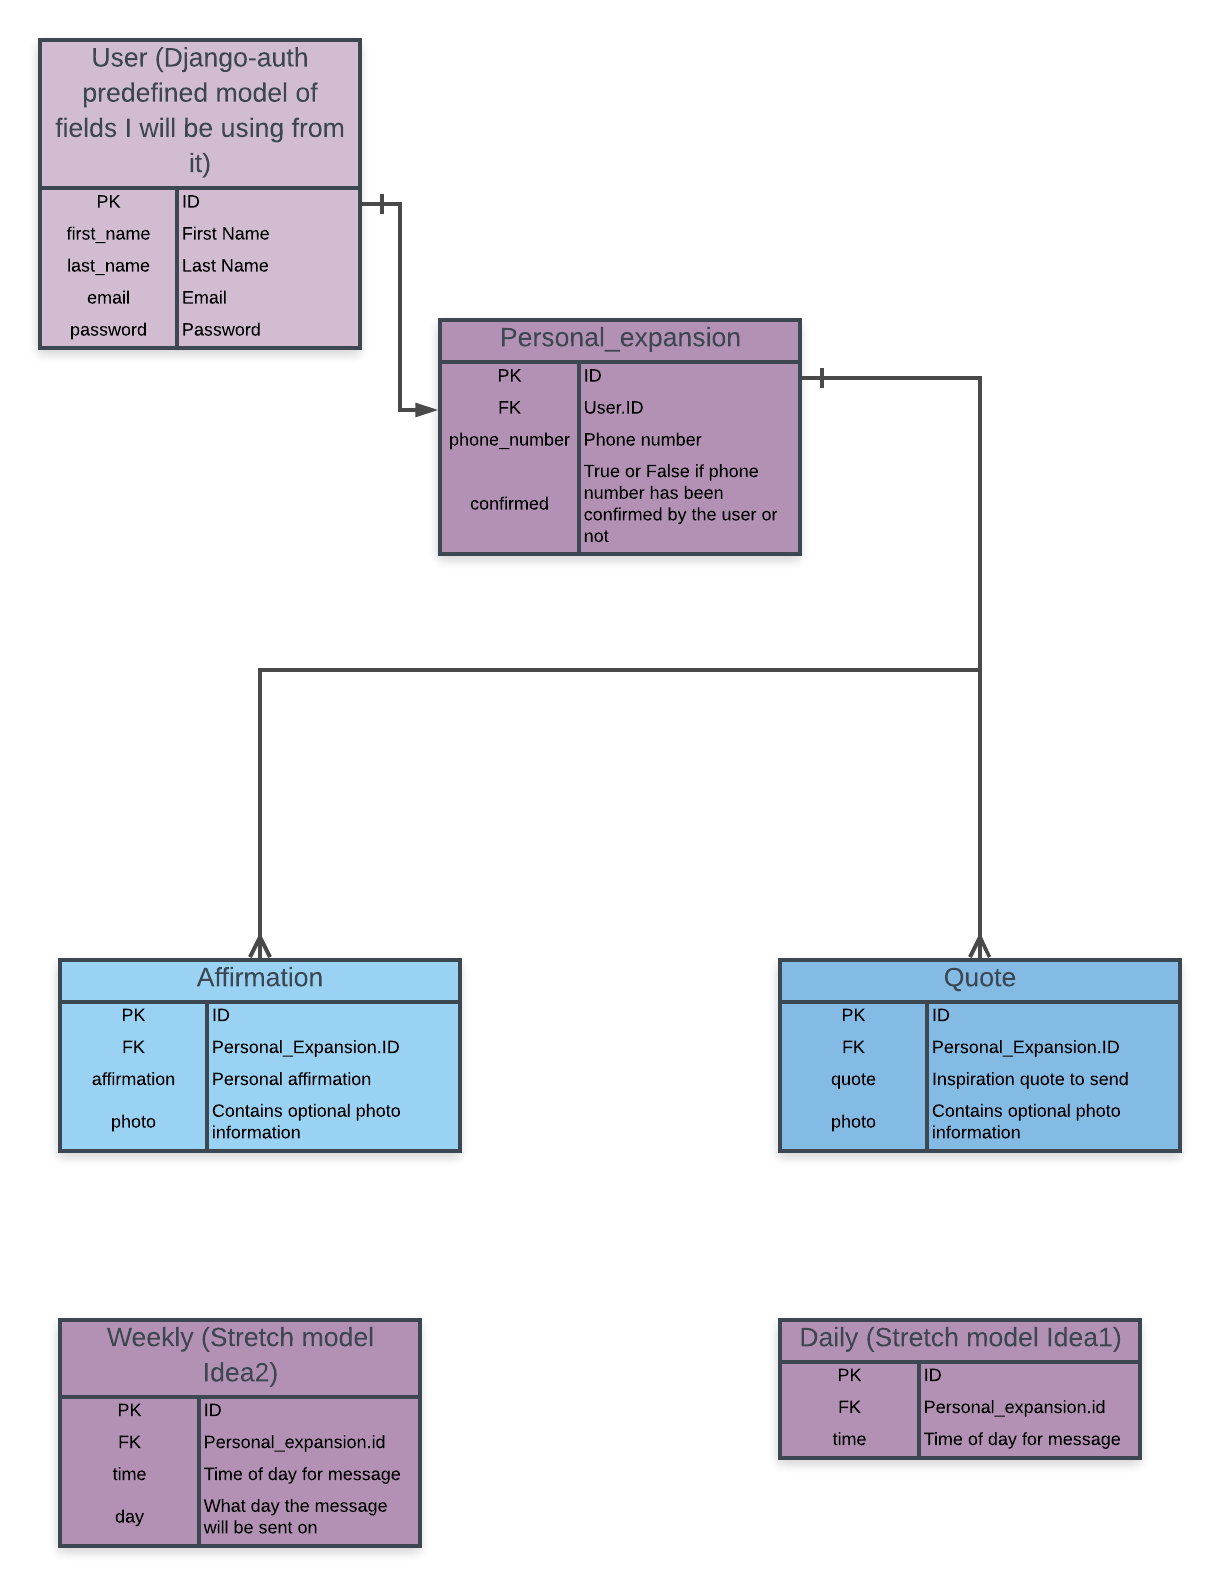 User (Django-auth
predefined model of
fields I will be using from
it)
PK ID
first_name First Name
last_name Last Name
email Email
password Password
Personal_expansion
PK ID
FK User.ID
phone_number Phone number
confirmed True or False if phone
number has been
confirmed by the user or
not
Affirmation
PK ID
FK Personal_Expansion.ID
affirmation Personal affirmation
photo Contains optional photo
information
Quote
PK ID
FK Personal_Expansion.ID
quote Inspiration quote to send
photo Contains optional photo
information
Weekly (Stretch model
Idea2)
PK ID
FK Personal_expansion.id
time Time of day for message
day What day the message
will be sent on
Daily (Stretch model Idea1)
PK ID
FK Personal_expansion.id
time Time of day for message